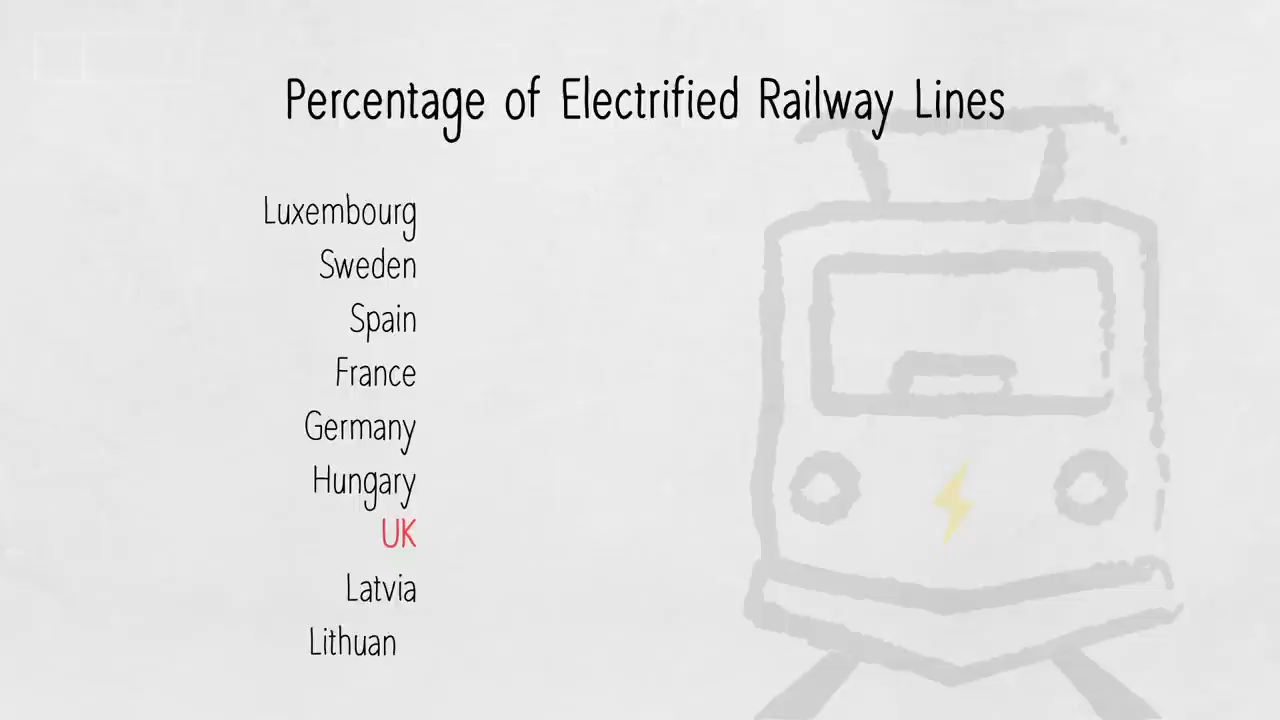 Percentage of Electrified Railway Lines
Luxembourg
Sweden
Spain
France
Germany
Hungary
UK
Latvia
Lithuan